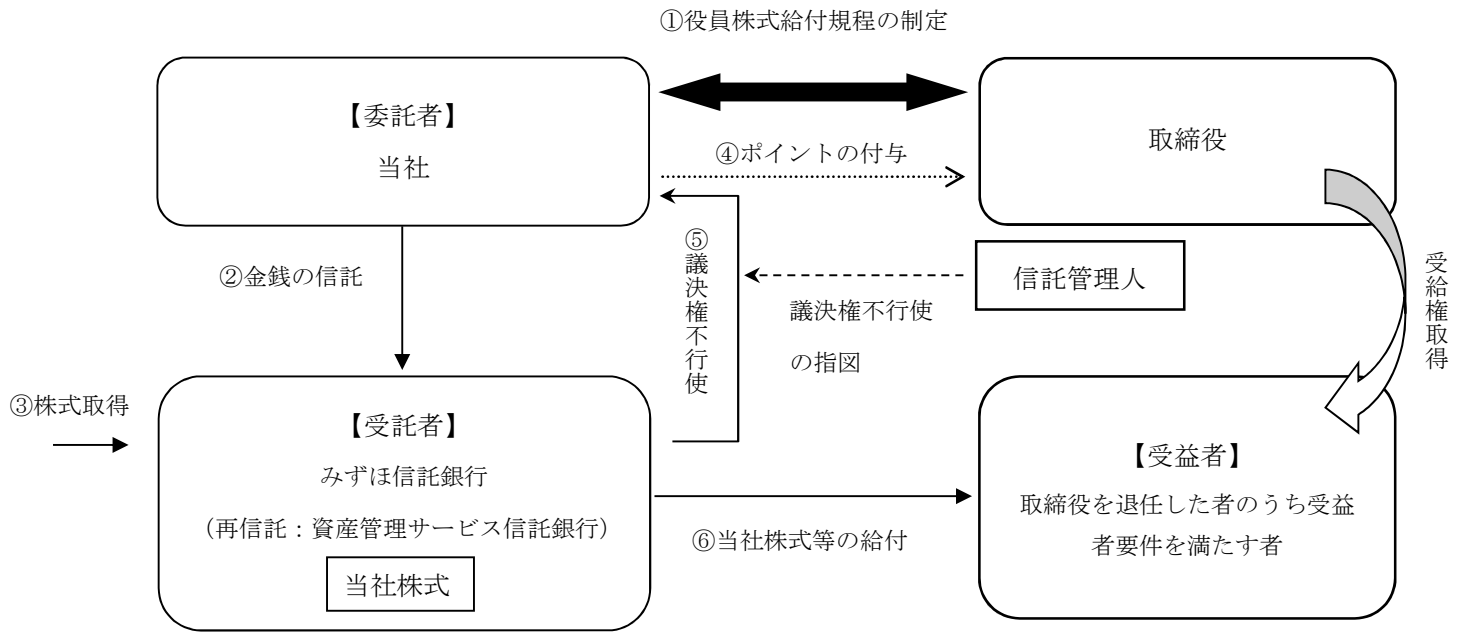 ①役員株式給付規程の制定
【委託者】
当社
取締役
④ポイントの付与
②金銭の信託
⑤議決権不行使
信託管理人
議決権不行使
の指図
受給権取得
③株式取得
【受託者】
みずほ信託銀行
（再信託：資産管理サービス信託銀行）
当社株式
⑥当社株式等の給付
【受益者】
取締役を退任した者のうち受益
者要件を満たす者